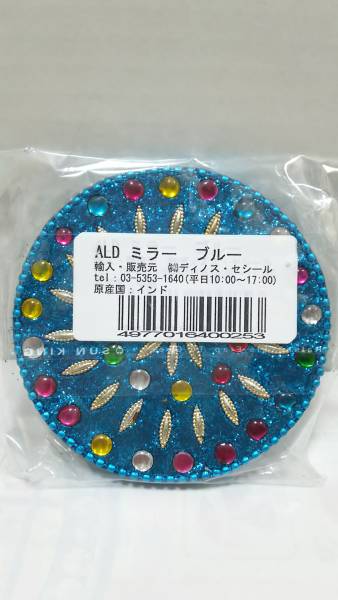 ALD ミラー ブルー
輸入・販売元 ㈱ディノス・セシール
tel：03-5353-1640(平日10:00～17:00)
原産国：インド
4977016400253
SUN KING